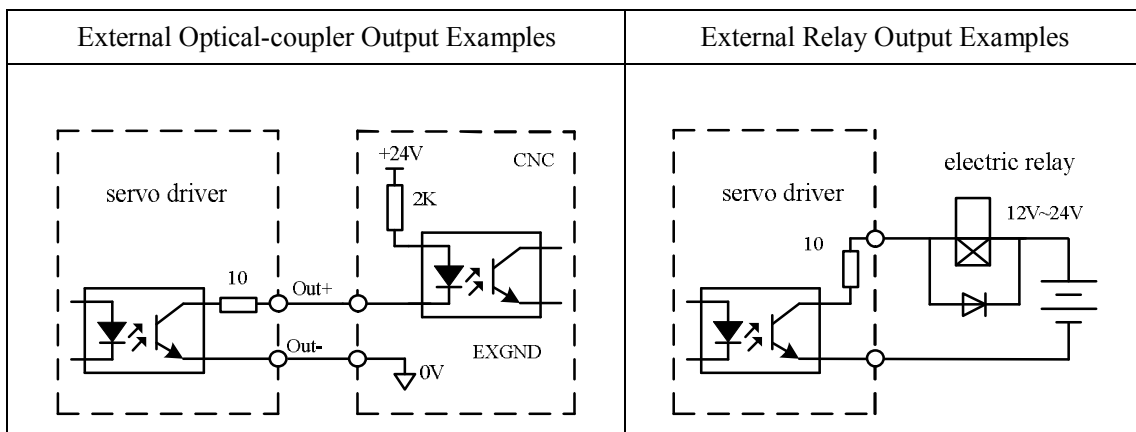 External Optical-coupler Output Examples
External Relay Output Examples
+24V
CNC
servo driver
2K
10
Out+
Out-
EXGND
0V
electric relay
servo driver
12V~24V
10